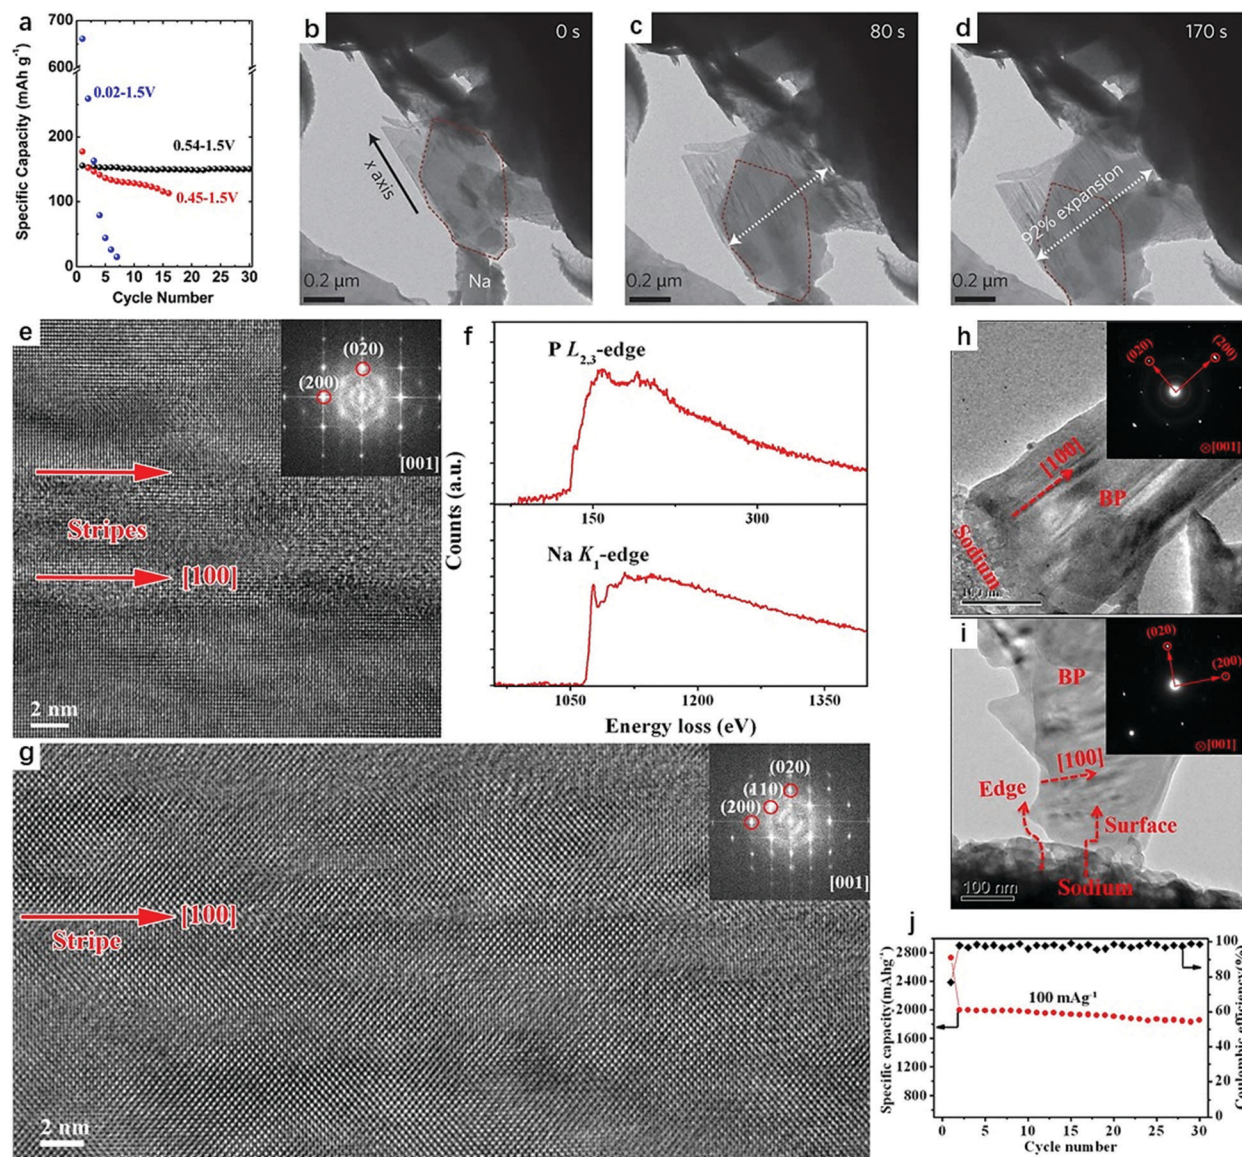 a
700
600
200
150
100
50
0
0 5 10 15 20 25 30
Specific Capacity (mAh g⁻¹)
Cycle Number
0.02-1.5V
0.54-1.5V
0.45-1.5V
b
0 s
x axis
Na
0.2 µm
c
80 s
0.2 µm
d
170 s
92% expansion
0.2 µm
e
(020)
(200)
[001]
Stripes
[100]
2 nm
f
P L2,3-edge
150 300
Na K1-edge
1050 1200 1350
Counts (a.u.)
Energy loss (eV)
g
(020)
(110)
(200)
[001]
[100]
Stripe
2 nm
h
(020)
(200)
⊗[001]
[100]
BP
Sodium
i
(020)
(200)
⊗[001]
BP
[100]
Edge
Surface
Sodium
100 nm
j
2800
2400
2000
1600
1200
800
Specific capacity(mAhg⁻¹)
100 mAg⁻¹
100
80
60
40
20
0
Coulombic efficiency(%)
0 5 10 15 20 25 30
Cycle number